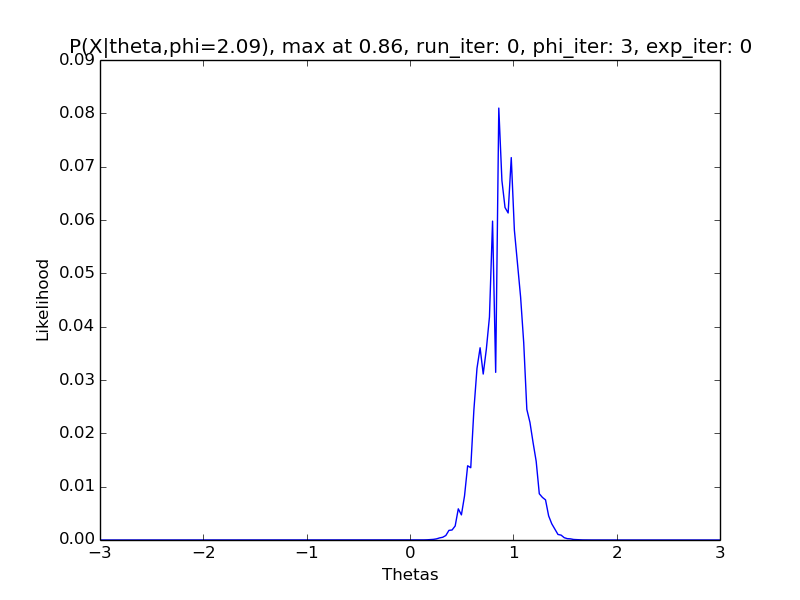 P(X|theta,phi=2.09), max at 0.86, run_iter: 0, phi_iter: 3, exp_iter: 0
0.09
0.08
0.07
0.06
0.05
0.04
0.03
0.02
0.01
0.00
Likelihood
−3 −2 −1 0 1 2 3
Thetas